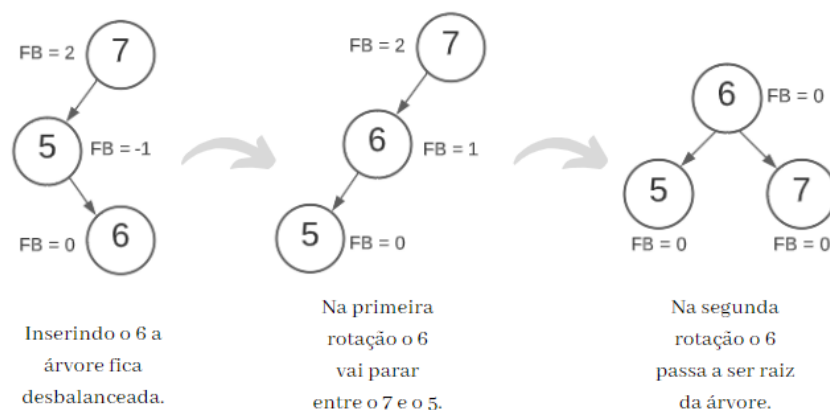 FB = 2
7
5
FB = -1
FB = 0
6
Inserindo o 6 a
árvore fica
desbalanceada.
FB = 2
7
6
FB = 1
5
FB = 0
Na primeira
rotação o 6
vai parar
entre o 7 e o 5.
6
FB = 0
5
7
FB = 0
FB = 0
Na segunda
rotação o 6
passa a ser raiz
da árvore.